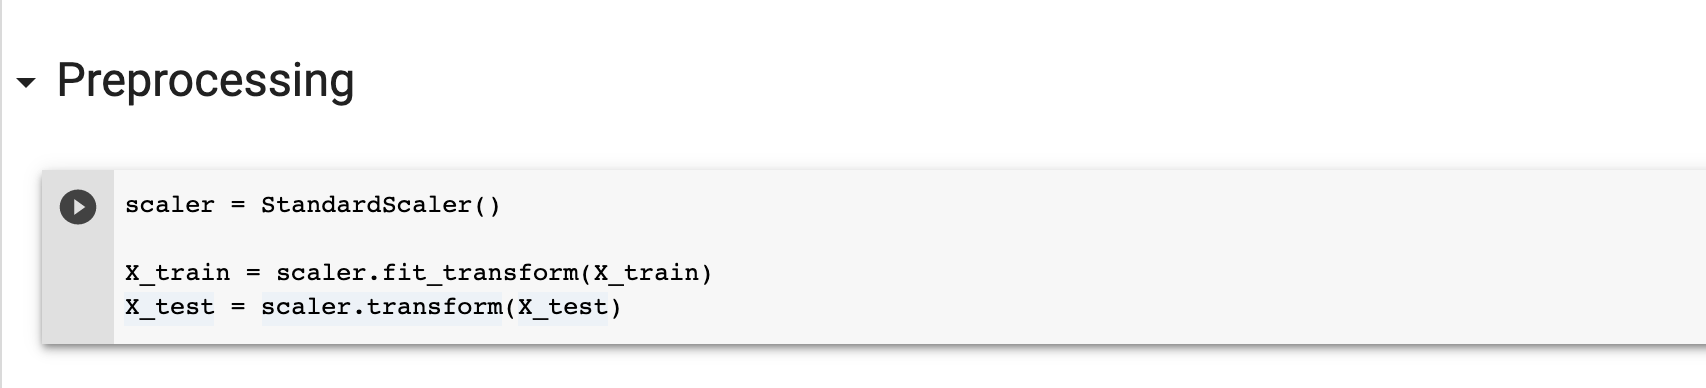 Preprocessing
scaler = StandardScaler()
X_train = scaler.fit_transform(X_train)
X_test = scaler.transform(X_test)